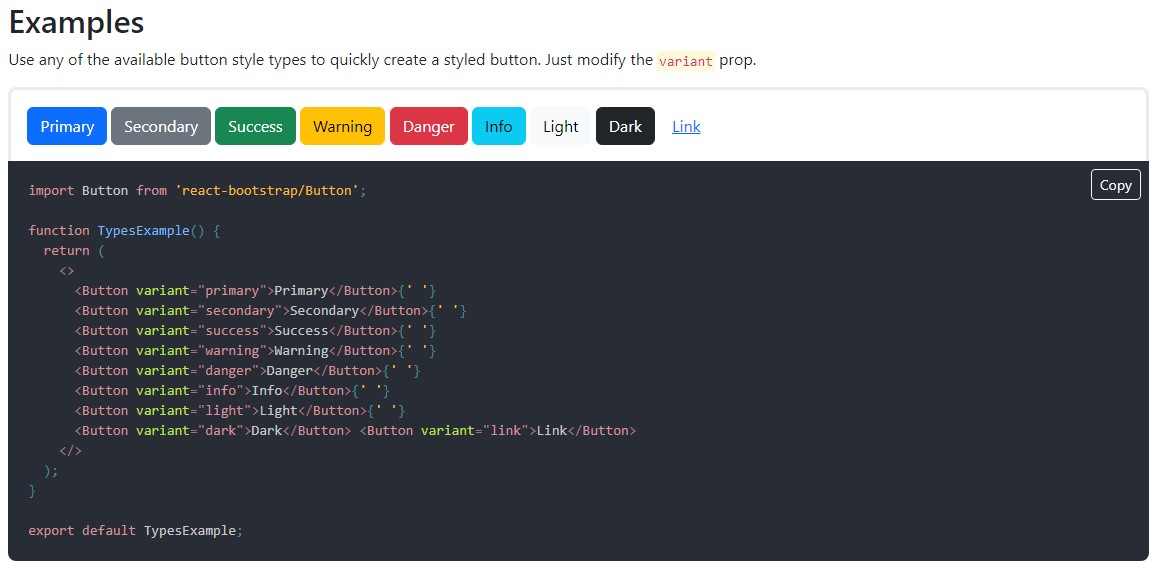 Examples
Use any of the available button style types to quickly create a styled button. Just modify the variant prop.
Primary Secondary Success Warning Danger Info Light Dark Link
Copy
import Button from 'react-bootstrap/Button';
function TypesExample() {
  return (
    <>
      <Button variant="primary">Primary</Button>{' '}
      <Button variant="secondary">Secondary</Button>{' '}
      <Button variant="success">Success</Button>{' '}
      <Button variant="warning">Warning</Button>{' '}
      <Button variant="danger">Danger</Button>{' '}
      <Button variant="info">Info</Button>{' '}
      <Button variant="light">Light</Button>{' '}
      <Button variant="dark">Dark</Button> <Button variant="link">Link</Button>
    </>
  );
}
export default TypesExample;